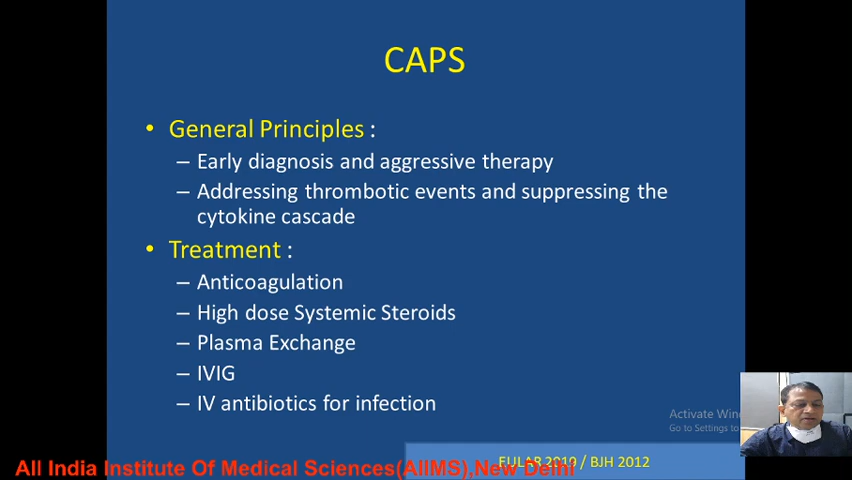 CAPS
• General Principles :
– Early diagnosis and aggressive therapy
– Addressing thrombotic events and suppressing the
cytokine cascade
• Treatment :
– Anticoagulation
– High dose Systemic Steroids
– Plasma Exchange
– IVIG
– IV antibiotics for infection
Activate Win
Go to Settings to
EULAR 2019 / BJH 2012
All India Institute Of Medical Sciences(AIIMS),New Delhi